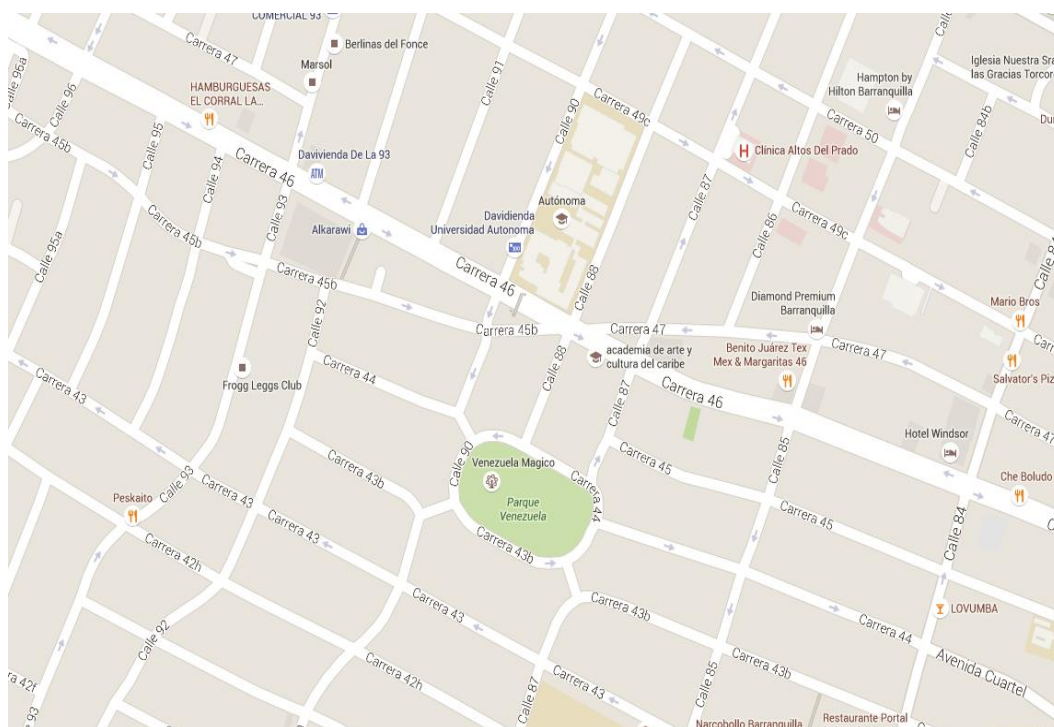 COMERCIAL 93
Berlinas del Fonce
Carrera 47
Marsol
HAMBURGUESAS
EL CORRAL LA...
Calle 96a
Calle 96
Calle 95
Calle 91
Calle 90
Carrera 49c
Hampton by
Hilton Barranquilla
Iglesia Nuestra Sra
las Gracias Torcor
Calle 84b
Carrera 50
Clínica Altos Del Prado
Carrera 45b
Calle 94
Carrera 46
Davivienda De La 93
ATM
Calle 93
Autónoma
Davidienda
Universidad Autonoma
Alkarawi
Calle 87
Calle 86
Carrera 49c
Calle 95a
Carrera 45b
Carrera 45b
Calle 92
Carrera 46
Calle 88
Diamond Premium
Barranquilla
Mario Bros
Carrera 45b
Carrera 47
Calle 88
academia de arte y
cultura del caribe
Benito Juárez Tex
Mex & Margaritas 46
Carrera 47
Salvator's Piz
Frogg Leggs Club
Carrera 44
Calle 87
Carrera 46
Carrera 43
Carrera 47
Hotel Windsor
Calle 90
Venezuela Magico
Parque
Venezuela
Carrera 44
Carrera 45
Calle 85
Che Boludo
Calle 93
Peskaito
Carrera 43
Carrera 43b
Carrera 45
Calle 84
Carrera 43b
Carrera 42h
Carrera 43
Carrera 43b
LOVUMBA
Calle 92
Carrera 44
Avenida Cuartel
Carrera 42f
Carrera 42h
Carrera 43
Calle 87
Calle 85
Carrera 43b
Calle 93
Narcobollo Barranquilla
Restaurante Portal